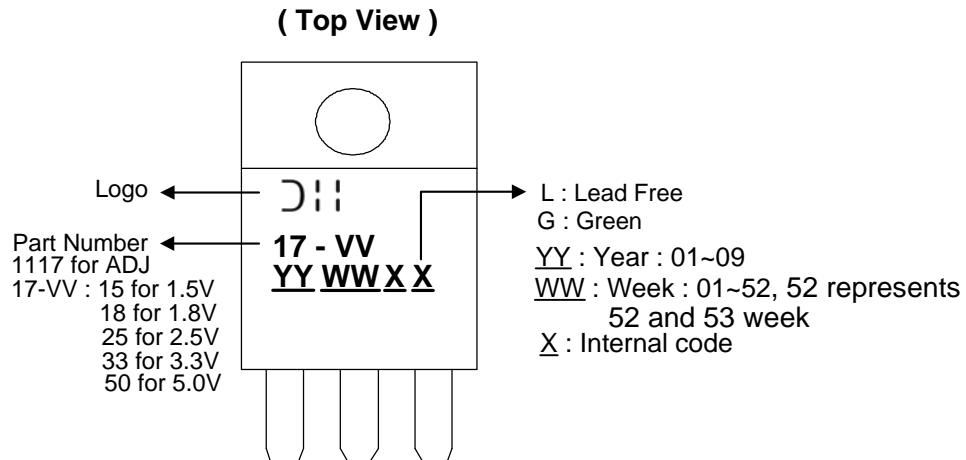 ( Top View )
Logo
Part Number
1117 for ADJ
17-VV : 15 for 1.5V
18 for 1.8V
25 for 2.5V
33 for 3.3V
50 for 5.0V
17 - VV
YY WW X X
L : Lead Free
G : Green
YY : Year : 01~09
WW : Week : 01~52, 52 represents
52 and 53 week
X : Internal code